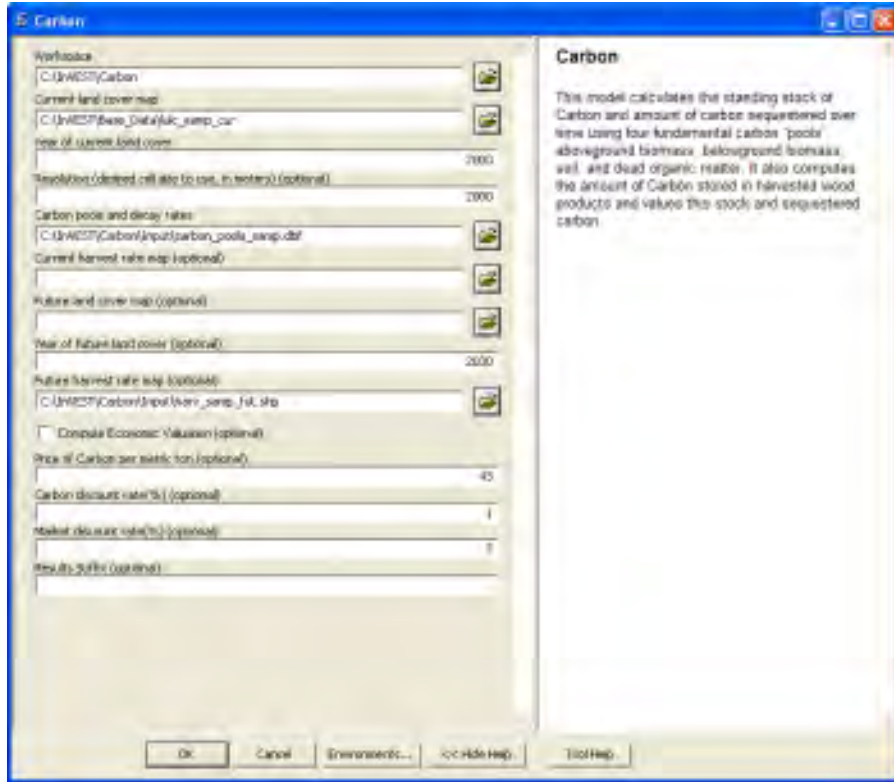 Carbon
Workspace
C:\InVEST\Carbon
Current land cover map
C:\InVEST\Base_Data\lulc_samp_cur
Year of current land cover
2000
Resolution (desired cell size to use, in meters) (optional)
2000
Carbon pools and decay rates
C:\InVEST\Carbon\Input\carbon_pools_samp.dbf
Current harvest rate map (optional)
Future land cover map (optional)
Year of future land cover (optional)
2030
Future harvest rate map (optional)
C:\InVEST\Carbon\Input\harv_samp_fut.shp
Compute Economic Valuation (optional)
Price of Carbon per metric ton (optional)
43
Carbon discount rate(%) (optional)
Market discount rate(%) (optional)
Results Suffix (optional)
OK Cancel Environments... << Hide Help Tool Help
Carbon
This model calculates the standing stock of
Carbon and amount of carbon sequestered over
time using four fundamental carbon "pools":
aboveground biomass, belowground biomass,
soil, and dead organic matter. It also computes
the amount of Carbon stored in harvested wood
products and values this stock and sequestered
carbon.